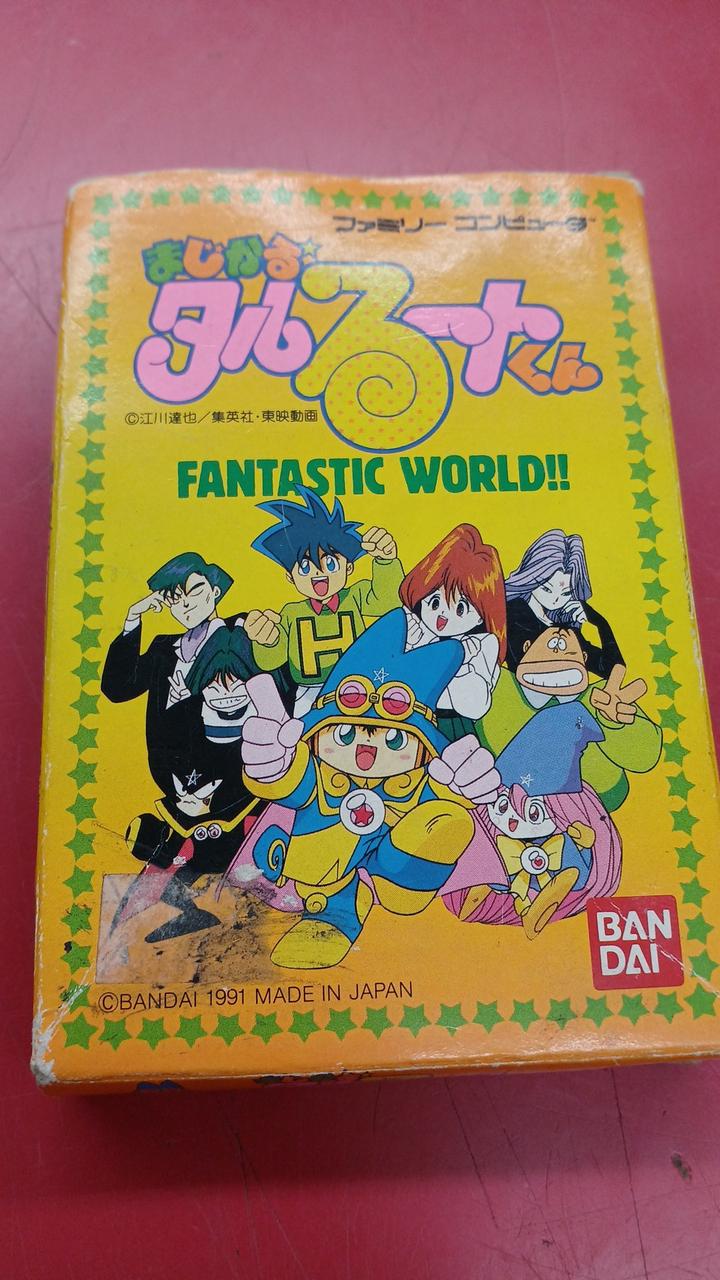 ファミリー コンピュータ™
まじかる☆
タルるートくん
©江川達也／集英社・東映動画
FANTASTIC WORLD!!
H
BAN
DAI
©BANDAI 1991 MADE IN JAPAN